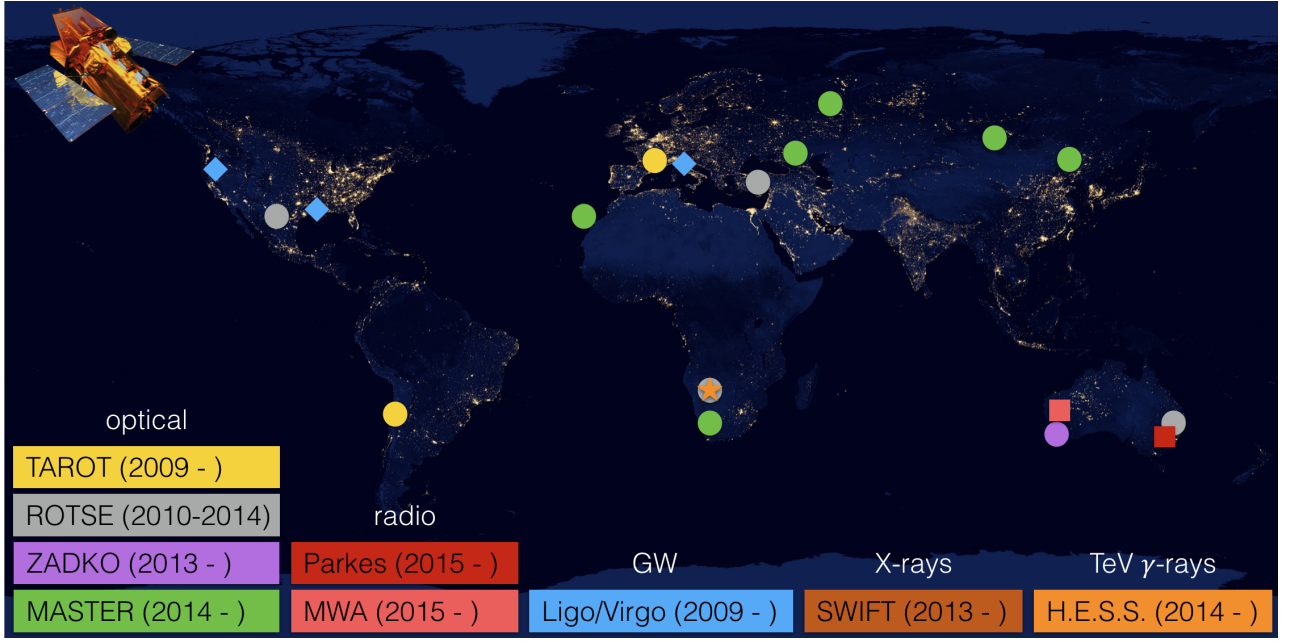 optical
TAROT (2009 - )
ROTSE (2010-2014)
ZADKO (2013 - )
MASTER (2014 - )
radio
Parkes (2015 - )
MWA (2015 - )
GW
Ligo/Virgo (2009 - )
X-rays
SWIFT (2013 - )
TeV γ-rays
H.E.S.S. (2014 - )